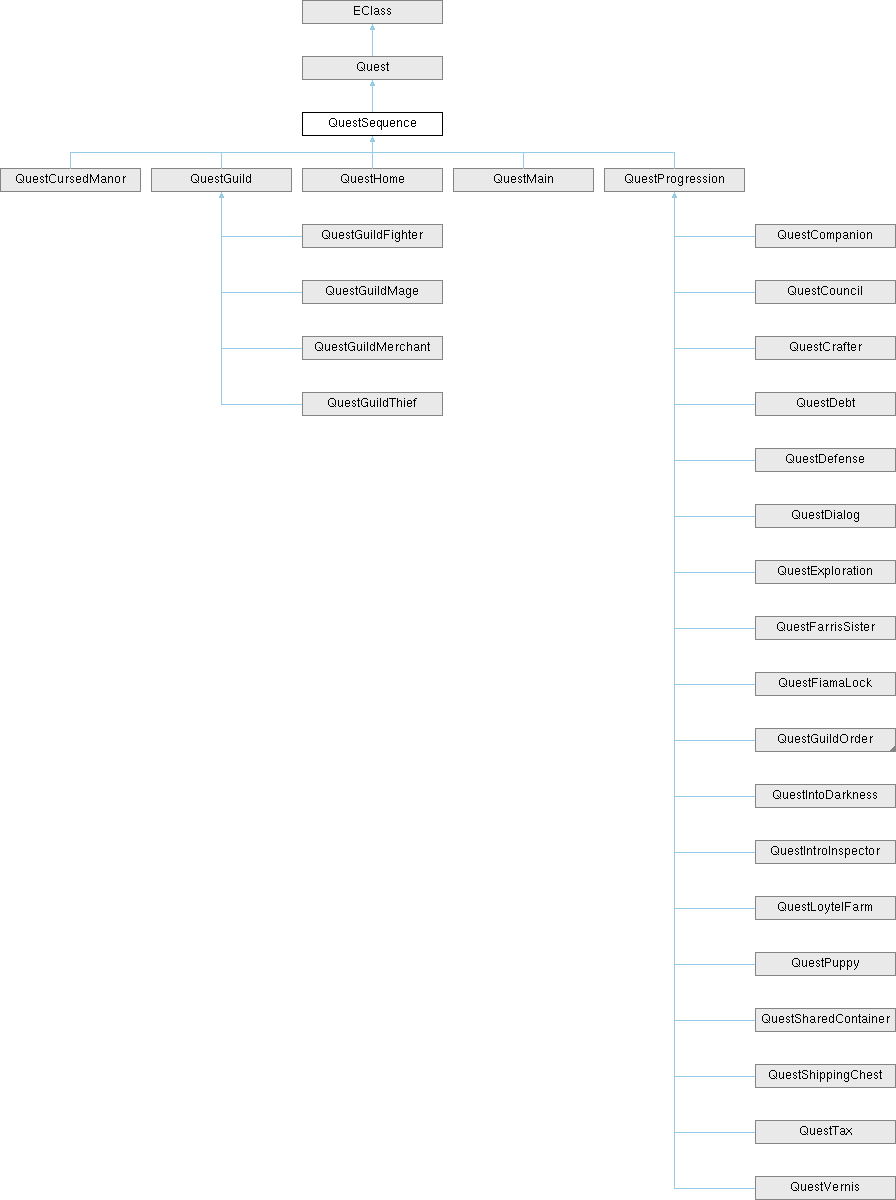 EClass
Quest
QuestSequence
QuestCursedManor
QuestGuild
QuestHome
QuestMain
QuestProgression
QuestGuildFighter
QuestGuildMage
QuestGuildMerchant
QuestGuildThief
QuestCompanion
QuestCouncil
QuestCrafter
QuestDebt
QuestDefense
QuestDialog
QuestExploration
QuestFarrisSister
QuestFiamaLock
QuestGuildOrder
QuestIntoDarkness
QuestIntroInspector
QuestLoytelFarm
QuestPuppy
QuestSharedContainer
QuestShippingChest
QuestTax
QuestVernis